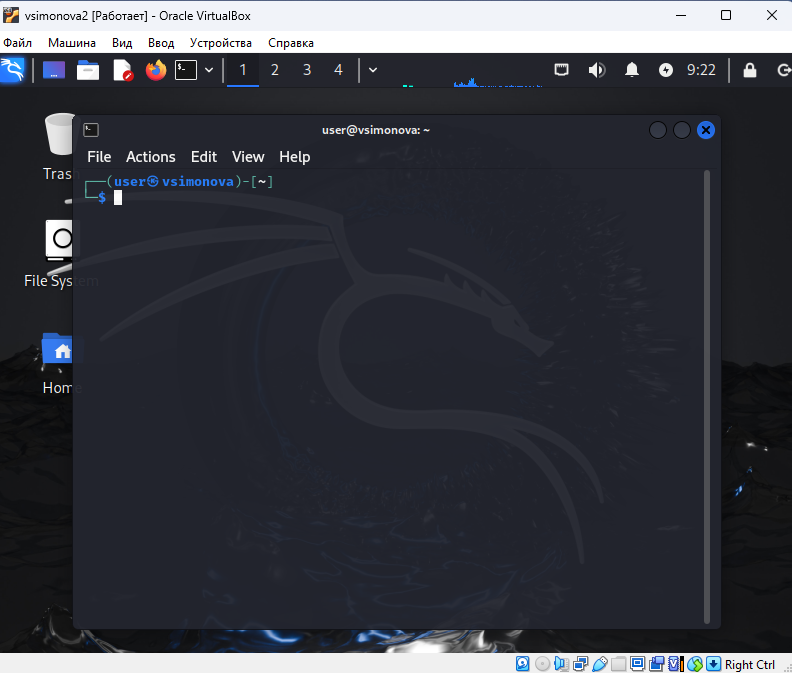 vsimonova2 [Работает] - Oracle VirtualBox
Файл Машина Вид Ввод Устройства Справка
1 2 3 4 9:22
user@vsimonova: ~
File Actions Edit View Help
┌──(user㉿vsimonova)-[~]
└─$
Trash
File System
Home
Right Ctrl